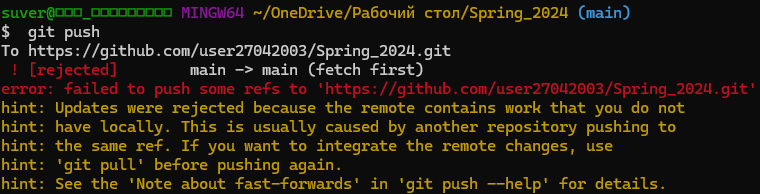 suver@□□□_□□□□□□□□□ MINGW64 ~/OneDrive/Рабочий стол/Spring_2024 (main)
$  git push
To https://github.com/user27042003/Spring_2024.git
 ! [rejected]        main -> main (fetch first)
error: failed to push some refs to 'https://github.com/user27042003/Spring_2024.git'
hint: Updates were rejected because the remote contains work that you do not
hint: have locally. This is usually caused by another repository pushing to
hint: the same ref. If you want to integrate the remote changes, use
hint: 'git pull' before pushing again.
hint: See the 'Note about fast-forwards' in 'git push --help' for details.